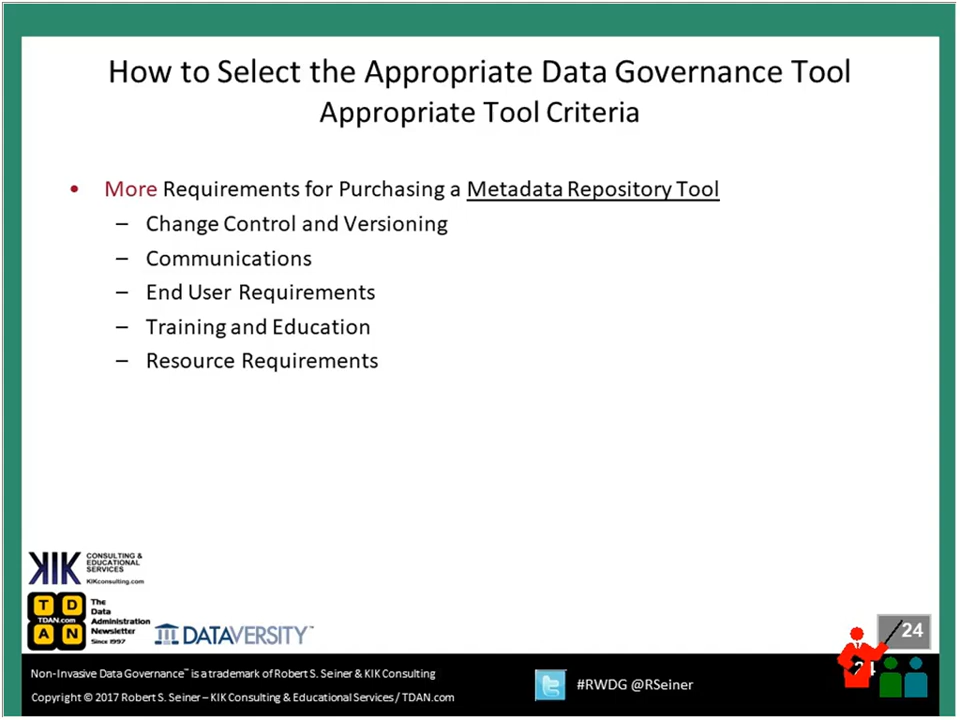 How to Select the Appropriate Data Governance Tool
Appropriate Tool Criteria
• More Requirements for Purchasing a Metadata Repository Tool
– Change Control and Versioning
– Communications
– End User Requirements
– Training and Education
– Resource Requirements
KIK CONSULTING & EDUCATIONAL SERVICES
KIKconsulting.com
T D
TDAN.com
A N
The
Data
Administration
Newsletter
Since 1997
DATAVERSITY™
24
24
Non-Invasive Data Governance™ is a trademark of Robert S. Seiner & KIK Consulting
Copyright © 2017 Robert S. Seiner – KIK Consulting & Educational Services / TDAN.com
#RWDG @RSeiner